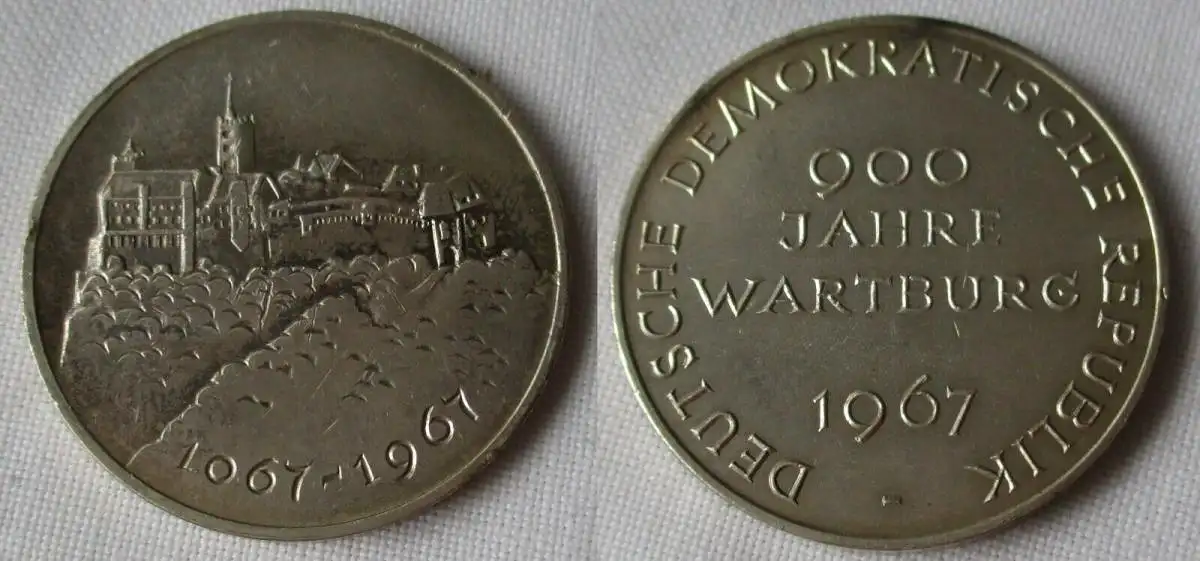 1067-1967
DEUTSCHE DEMOKRATISCHE REPUBLIK
900
JAHRE
WARTBURG
1967